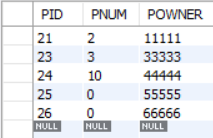 PID PNUM POWNER
21 2 11111
23 3 33333
24 10 44444
25 0 55555
26 0 66666
NULL NULL NULL